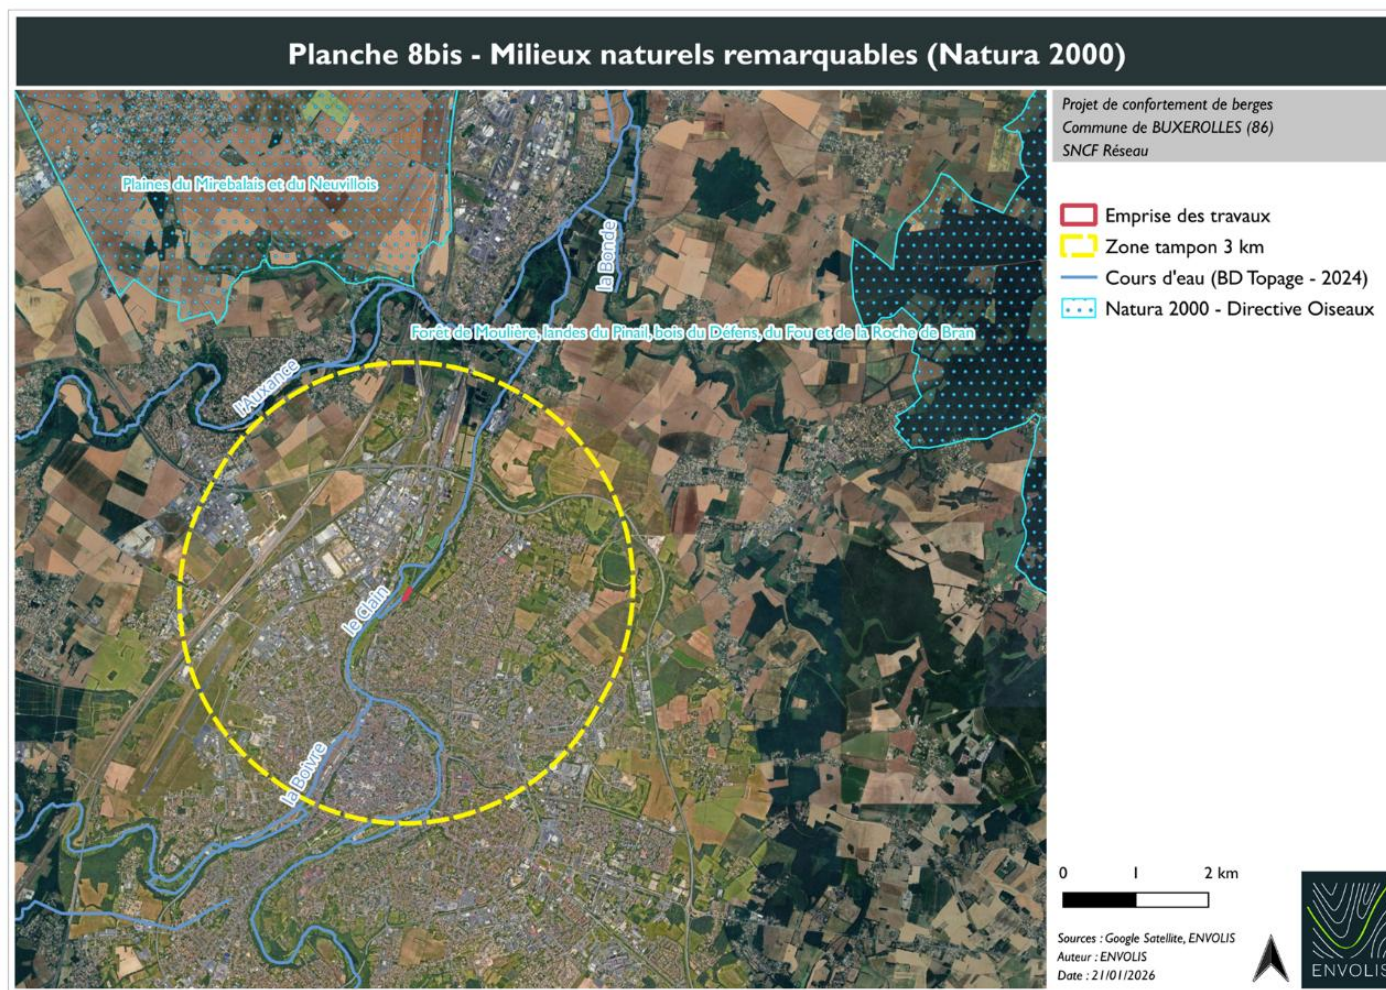 Planche 8bis - Milieux naturels remarquables (Natura 2000)
Projet de confortement de berges
Commune de BUXEROLLES (86)
SNCF Réseau
Emprise des travaux
Zone tampon 3 km
Cours d'eau (BD Topage - 2024)
Natura 2000 - Directive Oiseaux
Plaines du Mirebalais et du Neuvillois
la Bonde
Forêt de Moulière, landes du Pinail, bois du Défens, du Fou et de la Roche de Bran
l'Auxance
le Clain
la Boivre
0 1 2 km
Sources : Google Satellite, ENVOLIS
Auteur : ENVOLIS
Date : 21/01/2026
ENVOLIS